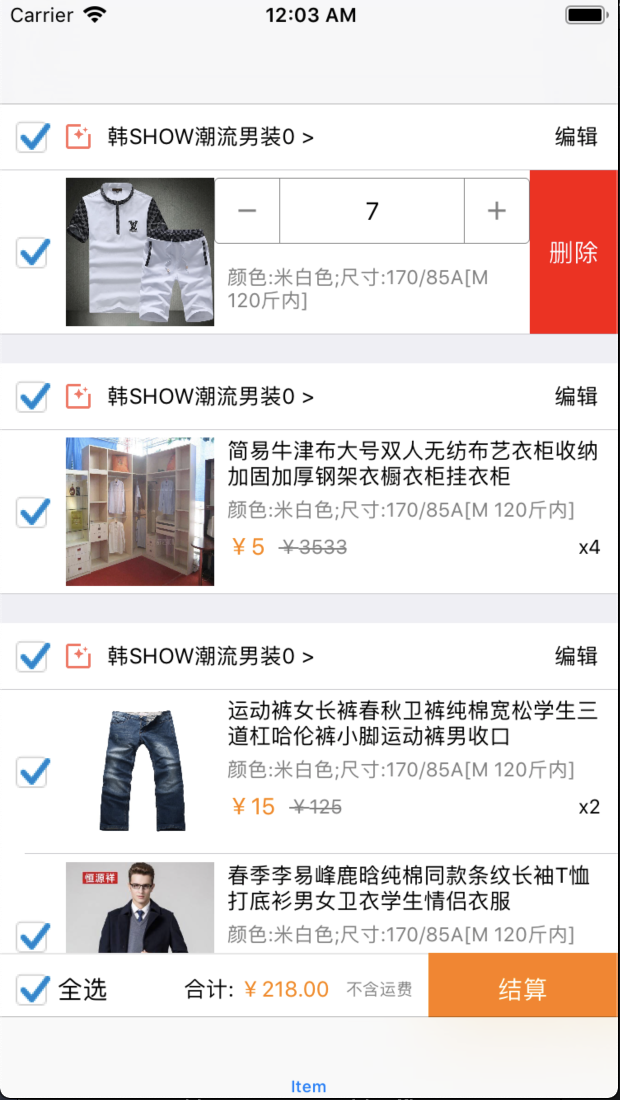 Carrier 12:03 AM
韩SHOW潮流男装0 > 编辑
— 7 +
删除
颜色:米白色;尺寸:170/85A[M
120斤内]
韩SHOW潮流男装0 > 编辑
简易牛津布大号双人无纺布艺衣柜收纳
加固加厚钢架衣橱衣柜挂衣柜
颜色:米白色;尺寸:170/85A[M 120斤内]
￥5 ￥3533 x4
韩SHOW潮流男装0 > 编辑
运动裤女长裤春秋卫裤纯棉宽松学生三
道杠哈伦裤小脚运动裤男收口
颜色:米白色;尺寸:170/85A[M 120斤内]
￥15 ￥125 x2
恒源祥
春季李易峰鹿晗纯棉同款条纹长袖T恤
打底衫男女卫衣学生情侣衣服
颜色:米白色;尺寸:170/85A[M 120斤内]
全选 合计: ￥218.00 不含运费 结算
Item